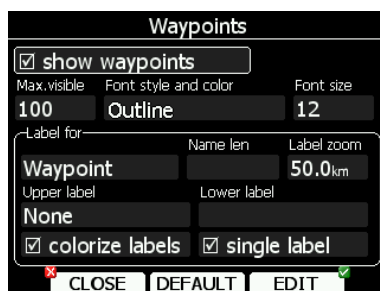 Waypoints
show waypoints
Max.visible Font style and color Font size
100 Outline 12
Label for
Name len Label zoom
Waypoint 50.0km
Upper label Lower label
None
colorize labels single label
CLOSE DEFAULT EDIT